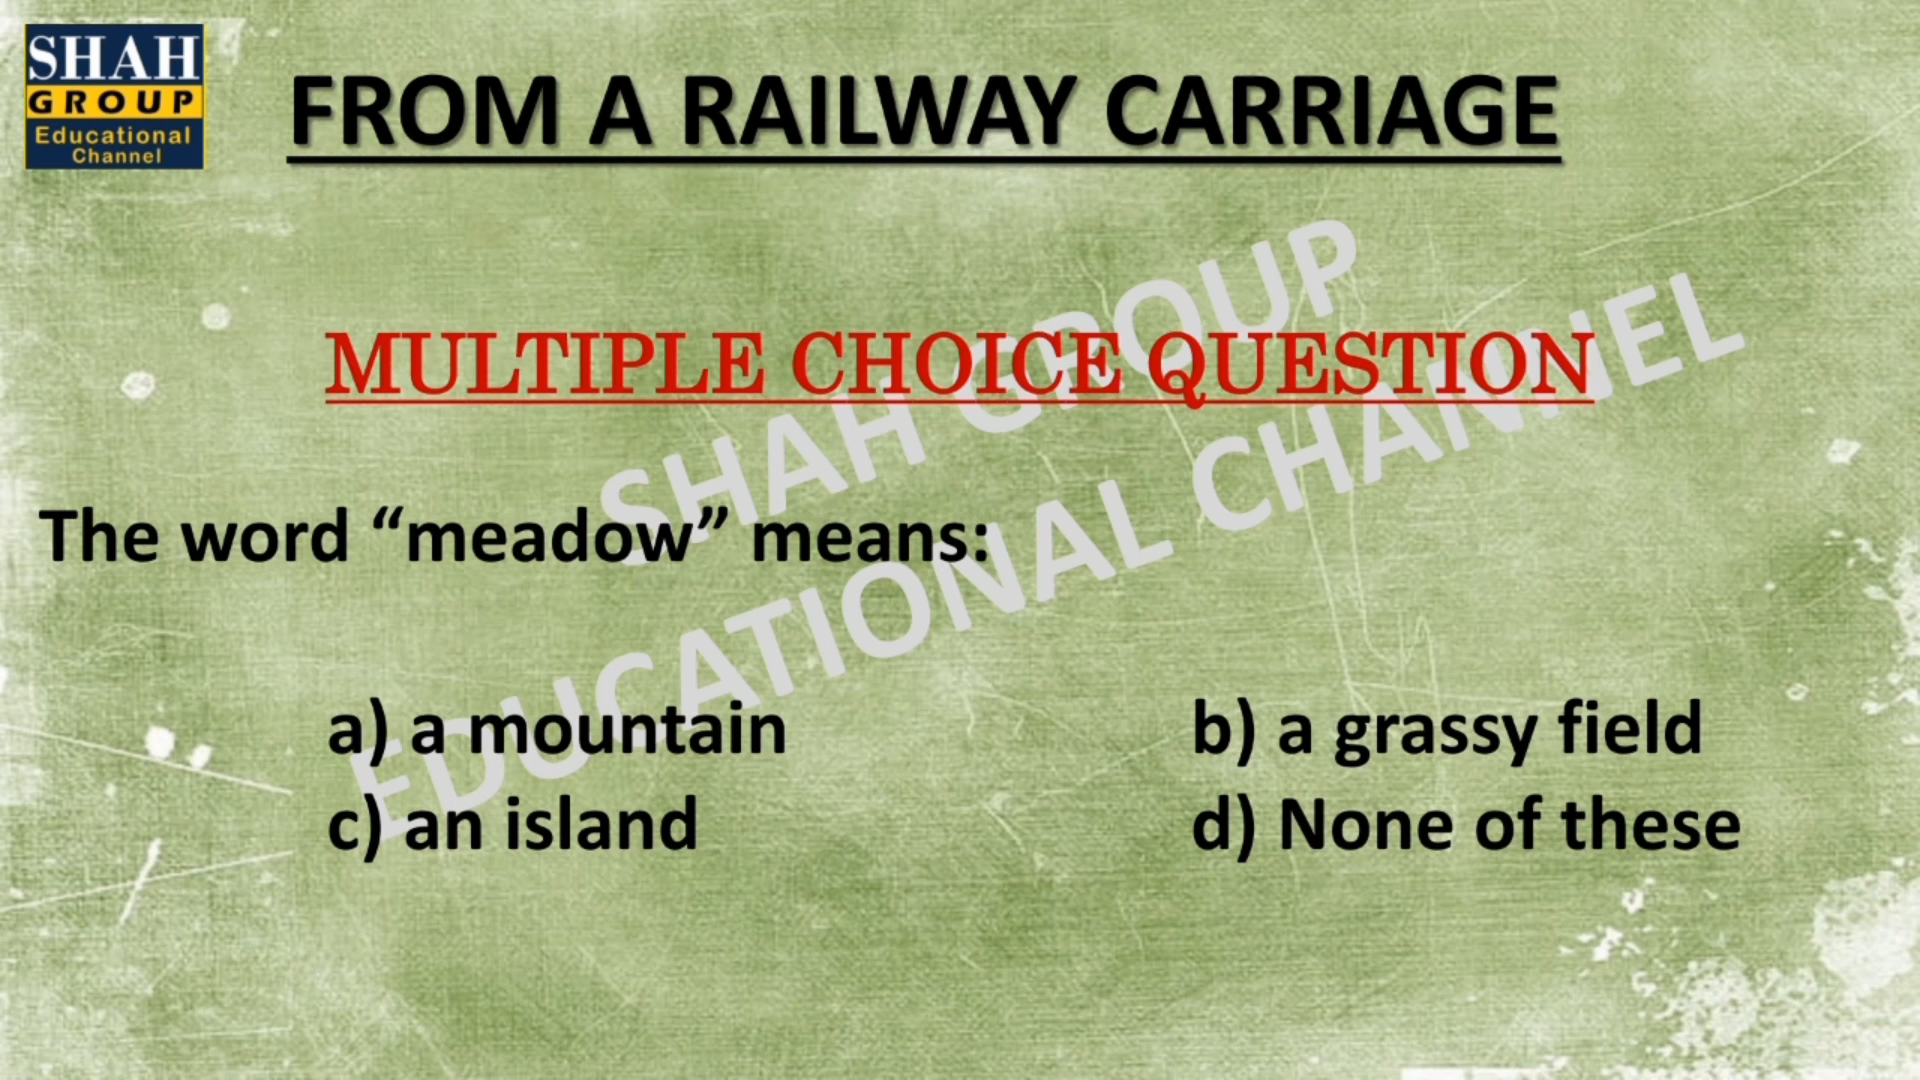 SHAH
GROUP
Educational
Channel
FROM A RAILWAY CARRIAGE
MULTIPLE CHOICE QUESTION
SHAH GROUP
EDUCATIONAL CHANNEL
The word “meadow” means:
a) a mountain
b) a grassy field
c) an island
d) None of these